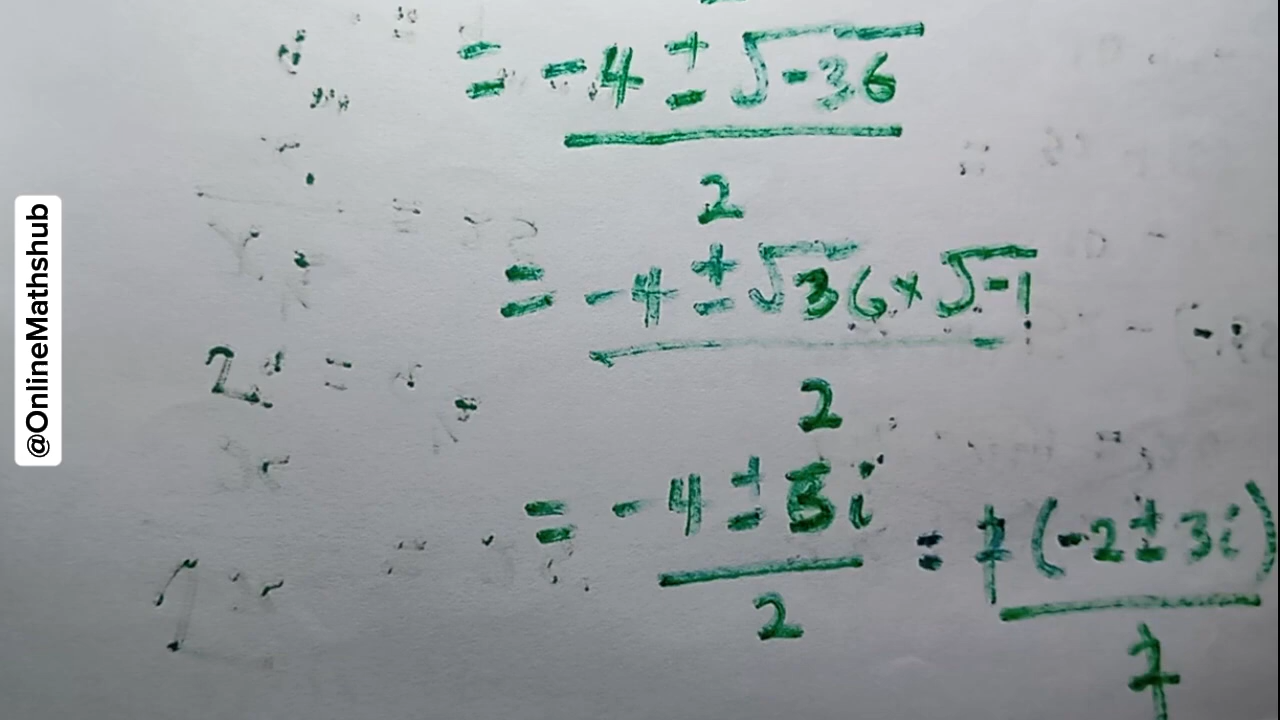 @OnlineMathshub
= -4 ± √-36
2
= -4 ± √36 × √-1
2
= -4 ± 6i = 2(-2 ± 3i)
2 2